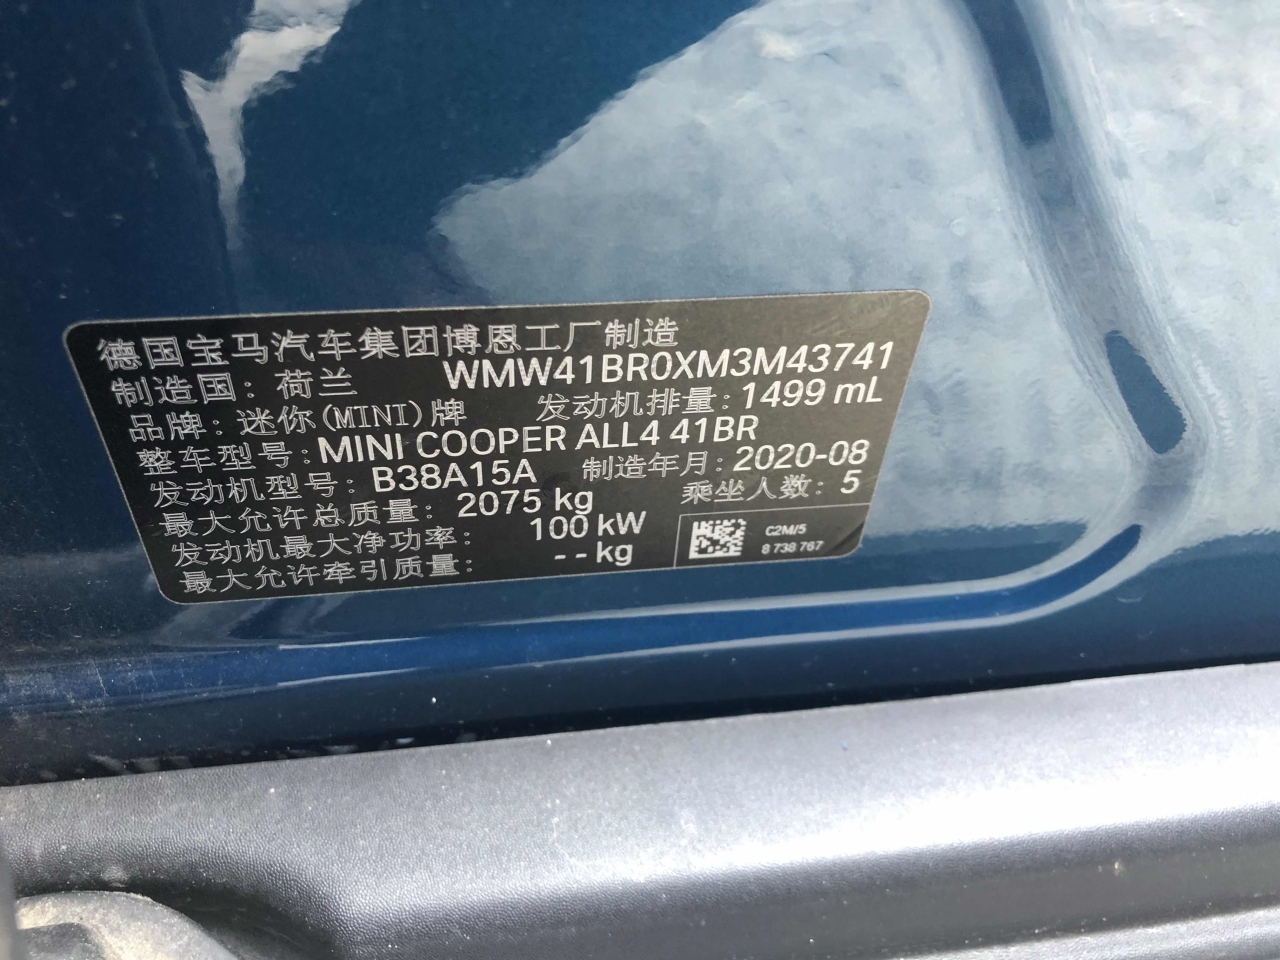 德国宝马汽车集团博恩工厂制造
制造国：荷兰 WMW41BR0XM3M43741
品牌：迷你(MINI)牌 发动机排量：1499 mL
整车型号：MINI COOPER ALL4 41BR
发动机型号：B38A15A 制造年月：2020-08
最大允许总质量：2075 kg 乘坐人数：5
发动机最大净功率：100 kW
最大允许牵引质量：-- kg
C2M/5
8 738 767